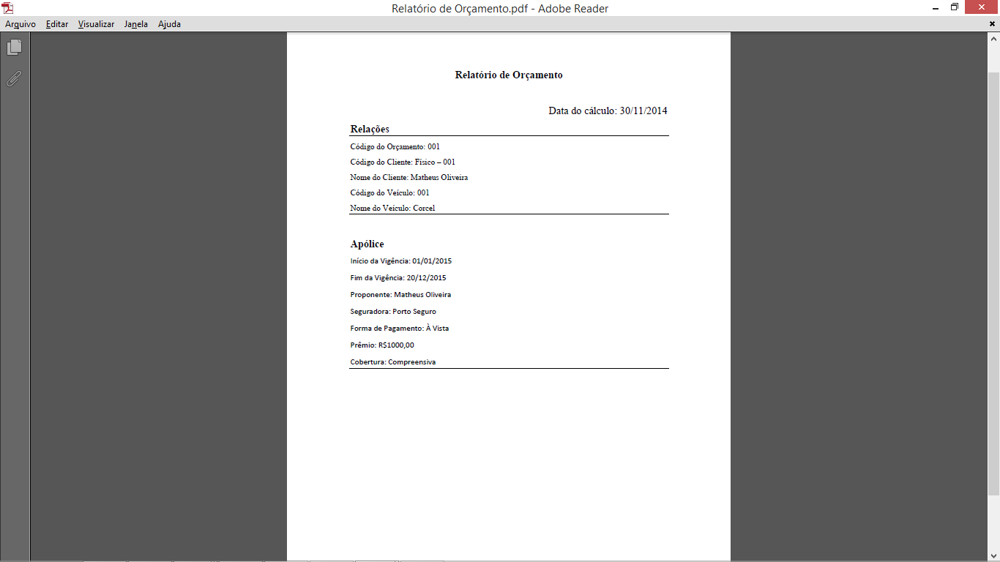 Relatório de Orçamento.pdf - Adobe Reader
Arquivo Editar Visualizar Janela Ajuda
Relatório de Orçamento
Data do cálculo: 30/11/2014
Relações
Código do Orçamento: 001
Código do Cliente: Físico – 001
Nome do Cliente: Matheus Oliveira
Código do Veículo: 001
Nome do Veículo: Corcel
Apólice
Início da Vigência: 01/01/2015
Fim da Vigência: 20/12/2015
Proponente: Matheus Oliveira
Seguradora: Porto Seguro
Forma de Pagamento: À Vista
Prêmio: R$1000,00
Cobertura: Compreensiva